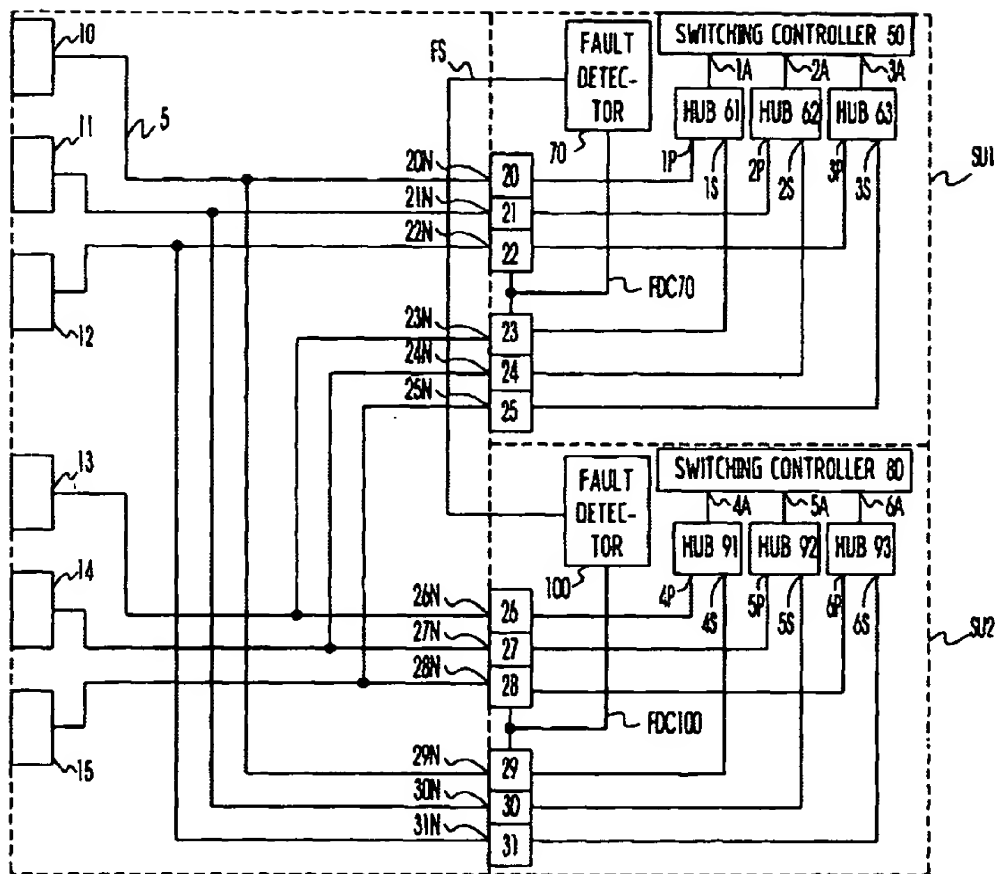 10
5
11
12
FS
FAULT
DETEC-
TOR
70
SWITCHING CONTROLLER 50
1A
2A
3A
HUB 61
HUB 62
HUB 63
1P
1S
2P
2S
3P
3S
SU1
20N
20
21N
21
22N
22
FDC70
23N
23
24N
24
25N
25
13
14
15
FAULT
DETEC-
TOR
100
SWITCHING CONTROLLER 80
4A
5A
6A
HUB 91
HUB 92
HUB 93
4P
4S
5P
5S
6P
6S
SU2
26N
26
27N
27
28N
28
FDC100
29N
29
30N
30
31N
31